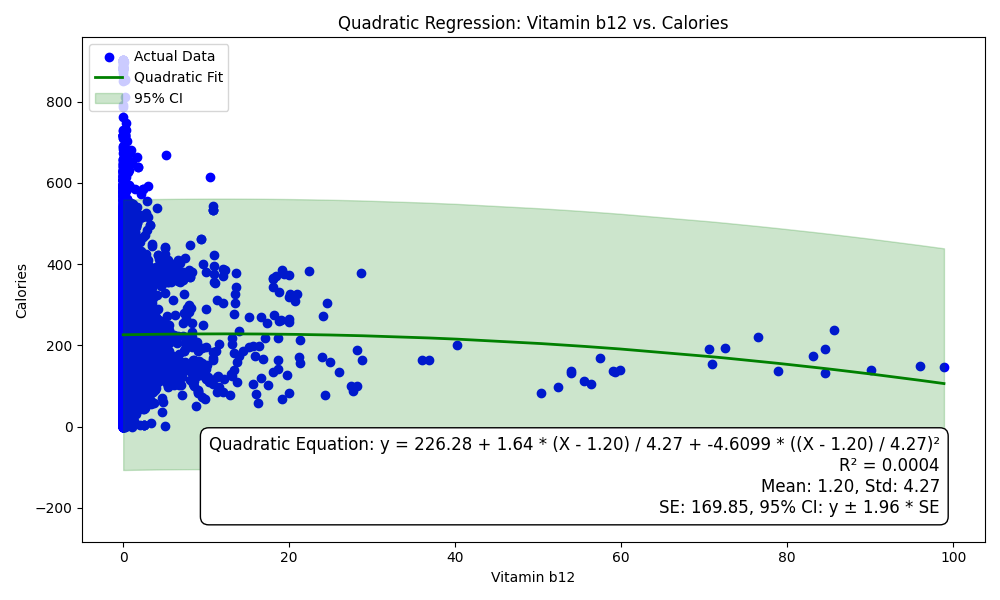 Quadratic Regression: Vitamin b12 vs. Calories
Actual Data
Quadratic Fit
95% CI
800
600
400
200
0
−200
Calories
Quadratic Equation: y = 226.28 + 1.64 * (X - 1.20) / 4.27 + -4.6099 * ((X - 1.20) / 4.27)²
R² = 0.0004
Mean: 1.20, Std: 4.27
SE: 169.85, 95% CI: y ± 1.96 * SE
0 20 40 60 80 100
Vitamin b12